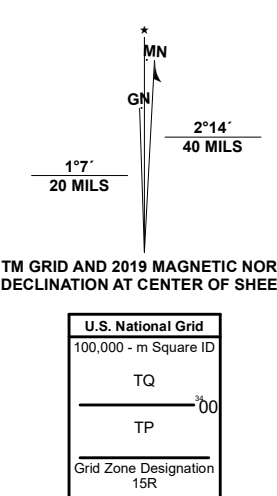 ★
MN
GN
2°14´
40 MILS
1°7´
20 MILS
TM GRID AND 2019 MAGNETIC NOR
DECLINATION AT CENTER OF SHEE
U.S. National Grid
100,000 - m Square ID
TQ
34 00
TP
Grid Zone Designation
15R